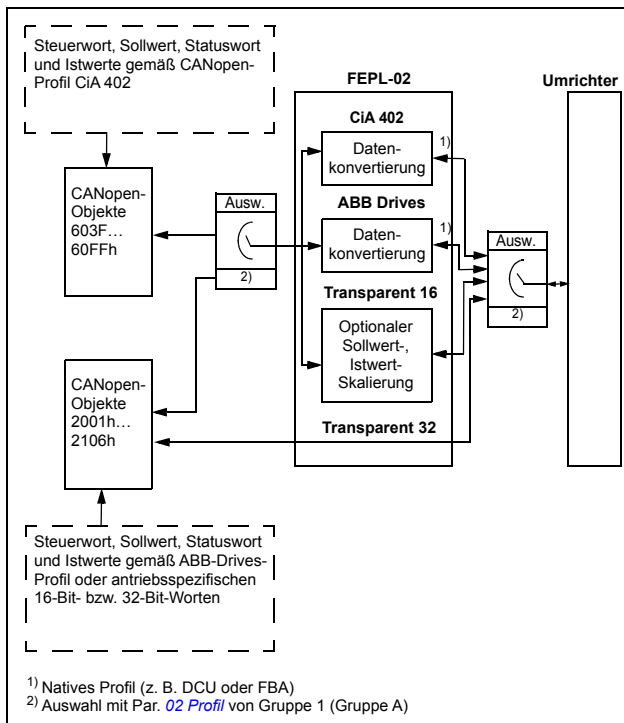 Steuerwort, Sollwert, Statuswort
und Istwerte gemäß CANopen-
Profil CiA 402
FEPL-02
Umrichter
CiA 402
Daten-
konvertierung
1)
CANopen-
Objekte
603F…
60FFh
Ausw.
2)
ABB Drives
Daten-
konvertierung
1)
Ausw.
2)
Transparent 16
Optionaler
Sollwert-,
Istwert-
Skalierung
CANopen-
Objekte
2001h…
2106h
Transparent 32
Steuerwort, Sollwert, Statuswort
und Istwerte gemäß ABB-Drives-
Profil oder antriebsspezifischen
16-Bit- bzw. 32-Bit-Worten
1) Natives Profil (z. B. DCU oder FBA)
2) Auswahl mit Par. 02 Profil von Gruppe 1 (Gruppe A)